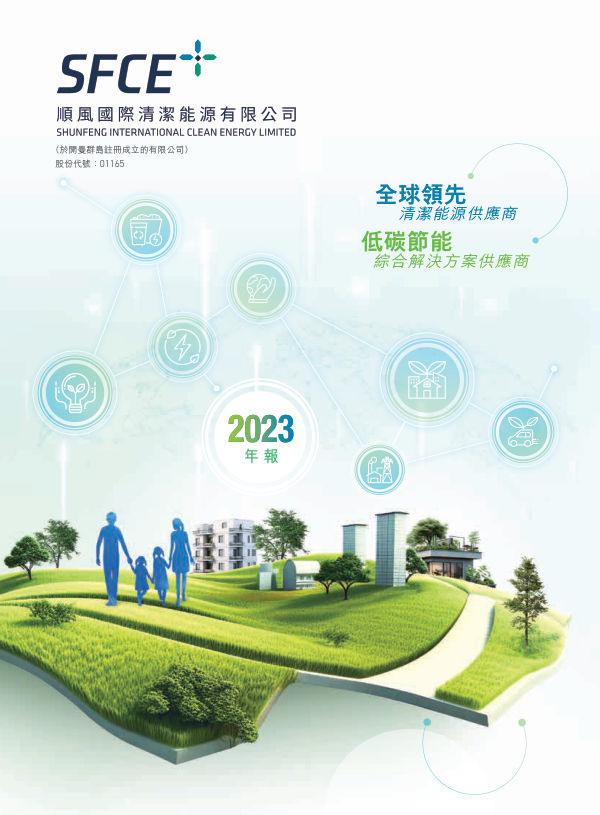 SFCE
順風國際清潔能源有限公司
SHUNFENG INTERNATIONAL CLEAN ENERGY LIMITED
（於開曼群島註冊成立的有限公司）
股份代號：01165
全球領先
清潔能源供應商
低碳節能
綜合解決方案供應商
2023
年報